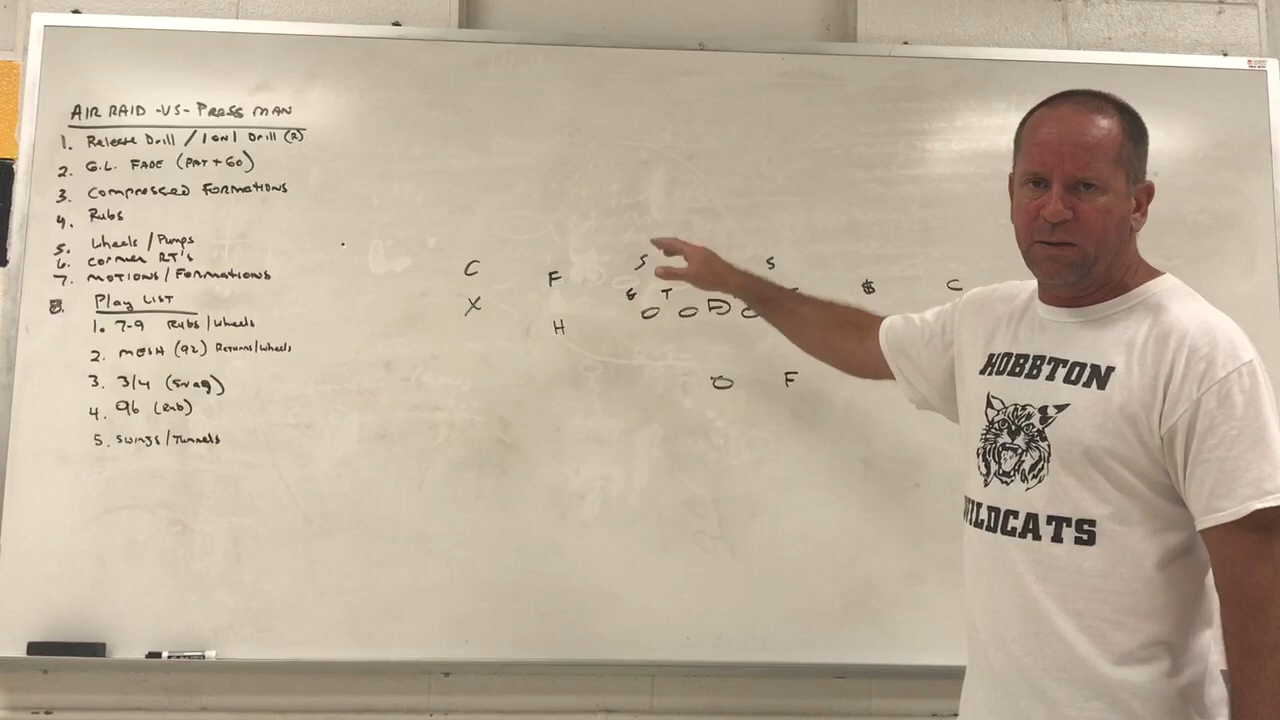 AIR RAID -VS- PRESS MAN
1. Release Drill / 1 ON 1 Drill (R)
2. G.L. FADE (PAT + GO)
3. Compressed Formations
4. Rubs
5. Wheels / Pumps
6. Corner RT's
7. MOTIONS / FORMATIONS
8. Play LIST
1. 7-9 Rubs / Wheels
2. MESH (92) Returns / Wheels
3. 3/4 (Snag)
4. 96 (Rub)
5. Swings / Tunnels
C F S S $ C
X T
H
F
HOBBTON
WILDCATS